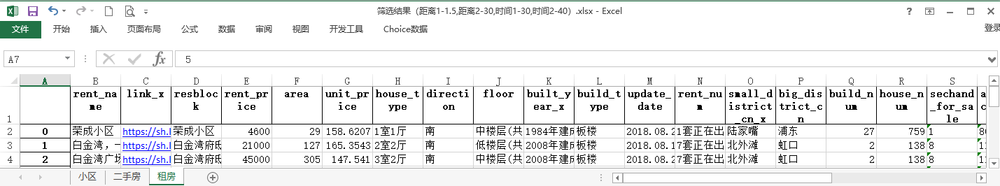 筛选结果（距离1-1.5,距离2-30,时间1-30,时间2-40）.xlsx - Excel
文件 开始 插入 页面布局 公式 数据 审阅 视图 开发工具 Choice数据 登录
A7 fx 5
A B C D E F G H I J K L M N O P Q R S
1 rent_name link_x resblock rent_price area unit_price house_type direction floor built_year_x build_type update_date rent_num small_district_cn_x big_district_cn build_num house_num sechand_for_sale a
2 0 荣成小区 https://sh.l 荣成小区 4600 29 158.6207 1室1厅 南 中楼层(共 1984年建成 板楼 2018.08.2 1套正在出 陆家嘴 浦东 27 759 1
3 1 白金湾，一 https://sh.l 白金湾府邸 21000 127 165.3543 2室2厅 南 低楼层(共 2008年建成 板楼 2018.08.1 7套正在出 北外滩 虹口 2 138 8
4 2 白金湾广场 https://sh.l 白金湾府邸 45000 305 147.541 3室2厅 南 中楼层(共 2008年建成 板楼 2018.08.1 7套正在出 北外滩 虹口 2 138 8
小区 二手房 租房